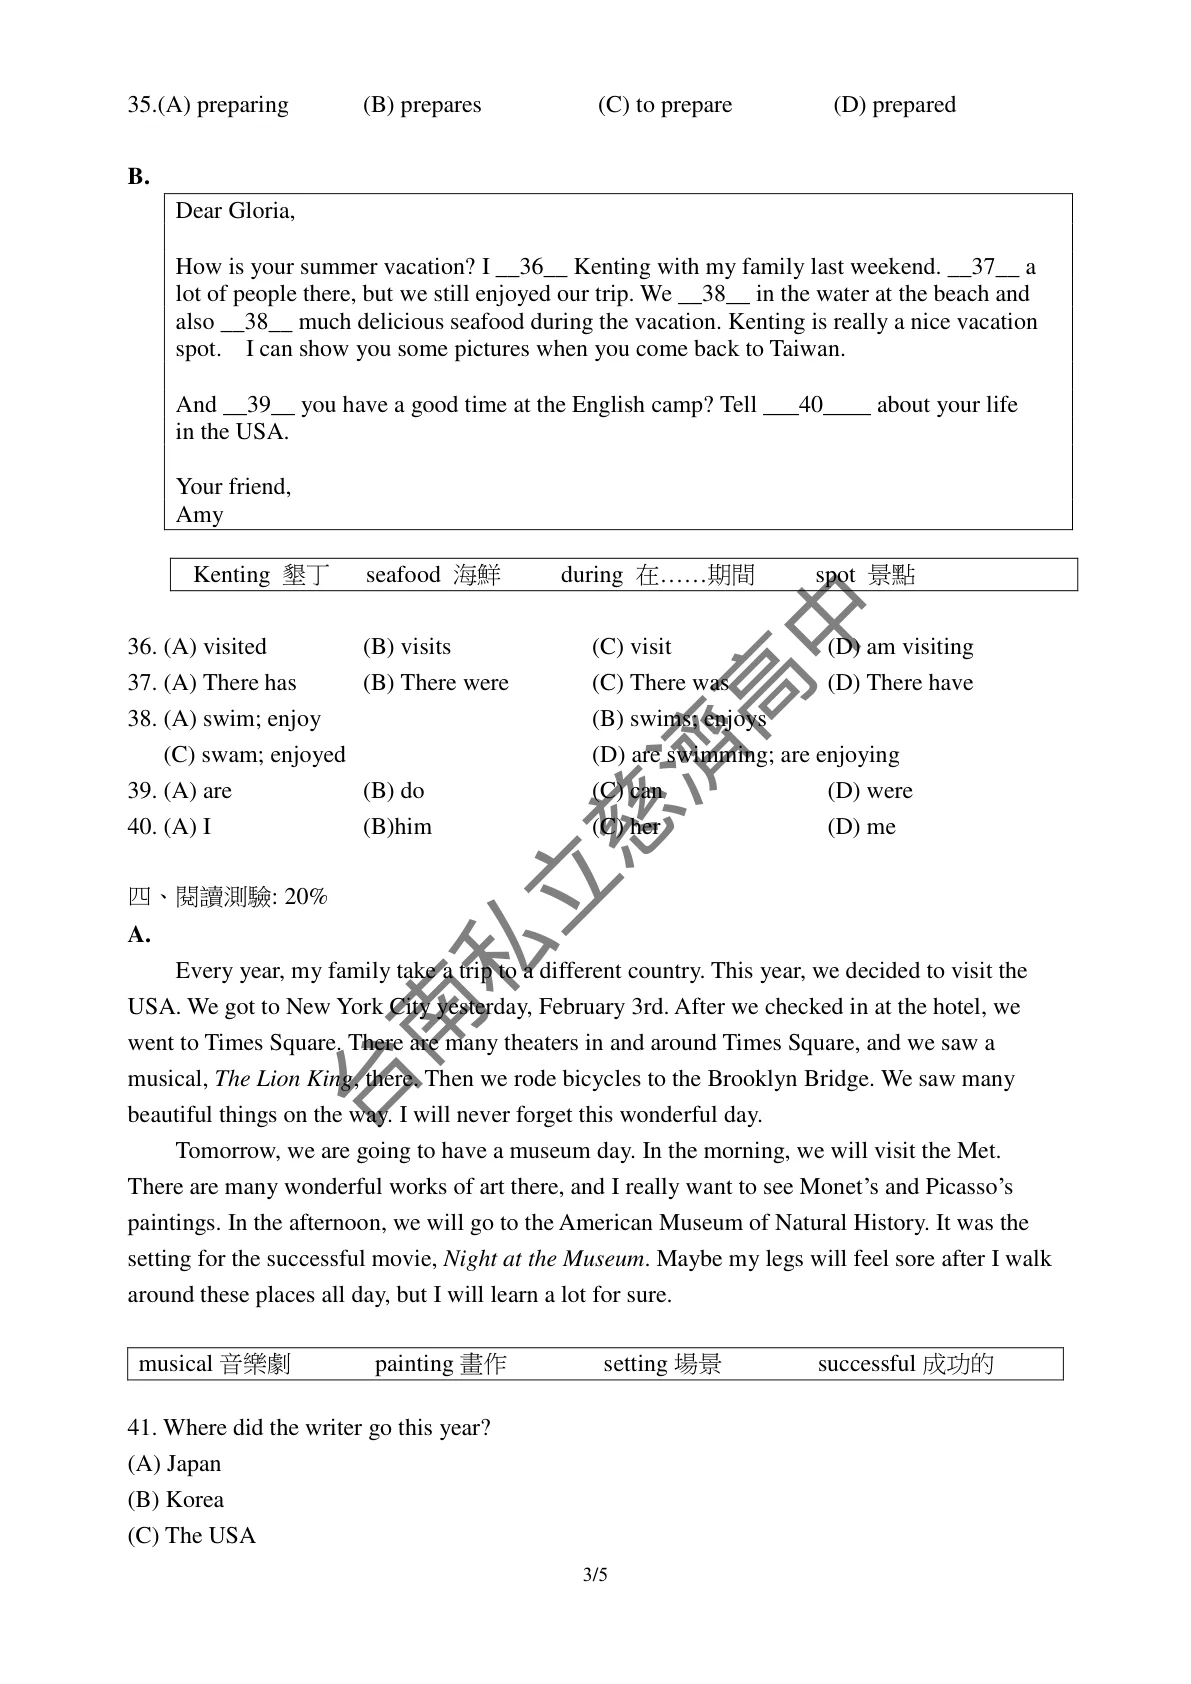 35.(A) preparing (B) prepares (C) to prepare (D) prepared
B.
Dear Gloria,
How is your summer vacation? I __36__ Kenting with my family last weekend. __37__ a
lot of people there, but we still enjoyed our trip. We __38__ in the water at the beach and
also __38__ much delicious seafood during the vacation. Kenting is really a nice vacation
spot. I can show you some pictures when you come back to Taiwan.
And __39__ you have a good time at the English camp? Tell ___40____ about your life
in the USA.
Your friend,
Amy
Kenting 墾丁 seafood 海鮮 during 在……期間 spot 景點
36. (A) visited (B) visits (C) visit (D) am visiting
37. (A) There has (B) There were (C) There was (D) There have
38. (A) swim; enjoy (B) swims; enjoys
(C) swam; enjoyed (D) are swimming; are enjoying
39. (A) are (B) do (C) can (D) were
40. (A) I (B)him (C) her (D) me
四、閱讀測驗: 20%
A.
Every year, my family take a trip to a different country. This year, we decided to visit the
USA. We got to New York City yesterday, February 3rd. After we checked in at the hotel, we
went to Times Square. There are many theaters in and around Times Square, and we saw a
musical, The Lion King, there. Then we rode bicycles to the Brooklyn Bridge. We saw many
beautiful things on the way. I will never forget this wonderful day.
Tomorrow, we are going to have a museum day. In the morning, we will visit the Met.
There are many wonderful works of art there, and I really want to see Monet's and Picasso's
paintings. In the afternoon, we will go to the American Museum of Natural History. It was the
setting for the successful movie, Night at the Museum. Maybe my legs will feel sore after I walk
around these places all day, but I will learn a lot for sure.
musical 音樂劇 painting 畫作 setting 場景 successful 成功的
41. Where did the writer go this year?
(A) Japan
(B) Korea
(C) The USA
3/5
台南私立慈濟高中